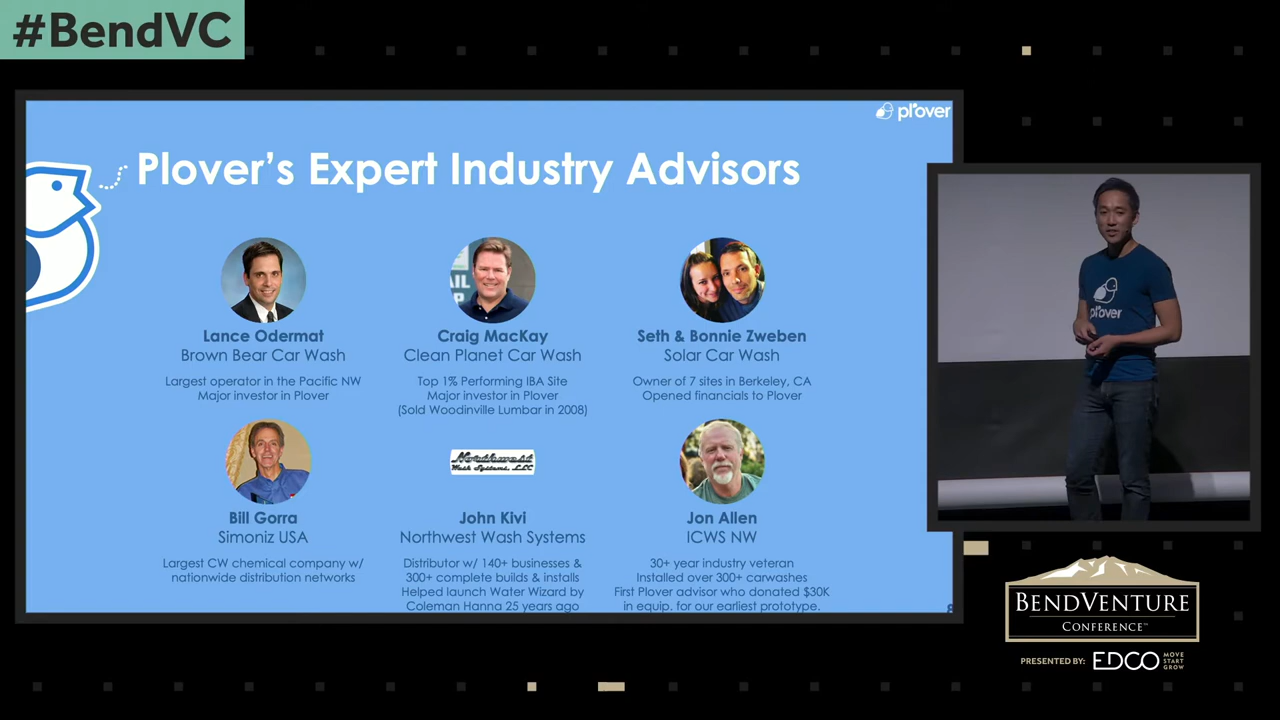 #BendVC
plover
Plover's Expert Industry Advisors
Lance Odermat
Brown Bear Car Wash
Largest operator in the Pacific NW
Major investor in Plover
Craig MacKay
Clean Planet Car Wash
Top 1% Performing IBA Site
Major investor in Plover
(Sold Woodinville Lumbar in 2008)
Seth & Bonnie Zweben
Solar Car Wash
Owner of 7 sites in Berkeley, CA
Opened financials to Plover
Bill Gorra
Simoniz USA
Largest CW chemical company w/
nationwide distribution networks
Northwest
Wash Systems, LLC
John Kivi
Northwest Wash Systems
Distributor w/ 140+ businesses &
300+ complete builds & installs
Helped launch Water Wizard by
Coleman Hanna 25 years ago
Jon Allen
ICWS NW
30+ year industry veteran
Installed over 300+ carwashes
First Plover advisor who donated $30K
in equip. for our earliest prototype.
8
plover
BENDVENTURE
CONFERENCE™
PRESENTED BY: EDCO MOVE
START
GROW